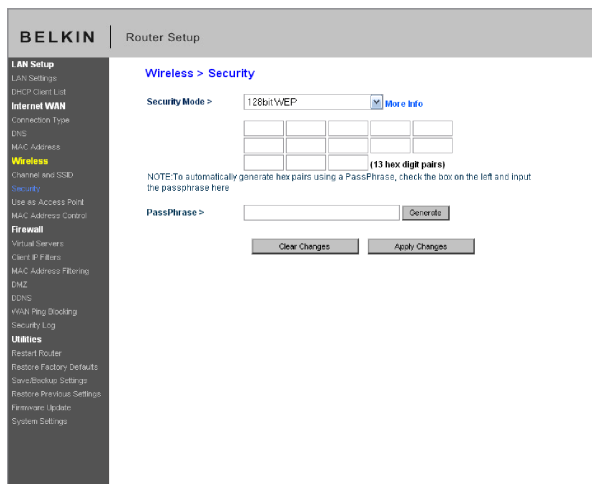 BELKIN
Router Setup
LAN Setup
LAN Settings
DHCP Client List
Internet WAN
Connection Type
DNS
MAC Address
Wireless
Channel and SSID
Security
Use as Access Point
MAC Address Control
Firewall
Virtual Servers
Client IP Filters
MAC Address Filtering
DMZ
DDNS
WAN Ping Blocking
Security Log
Utilities
Restart Router
Restore Factory Defaults
Save/Backup Settings
Restore Previous Settings
Firmware Update
System Settings
Wireless > Security
Security Mode > 128bitWEP More Info
(13 hex digit pairs)
NOTE:To automatically generate hex pairs using a PassPhrase, check the box on the left and input
the passphrase here
PassPhrase > Generate
Clear Changes Apply Changes